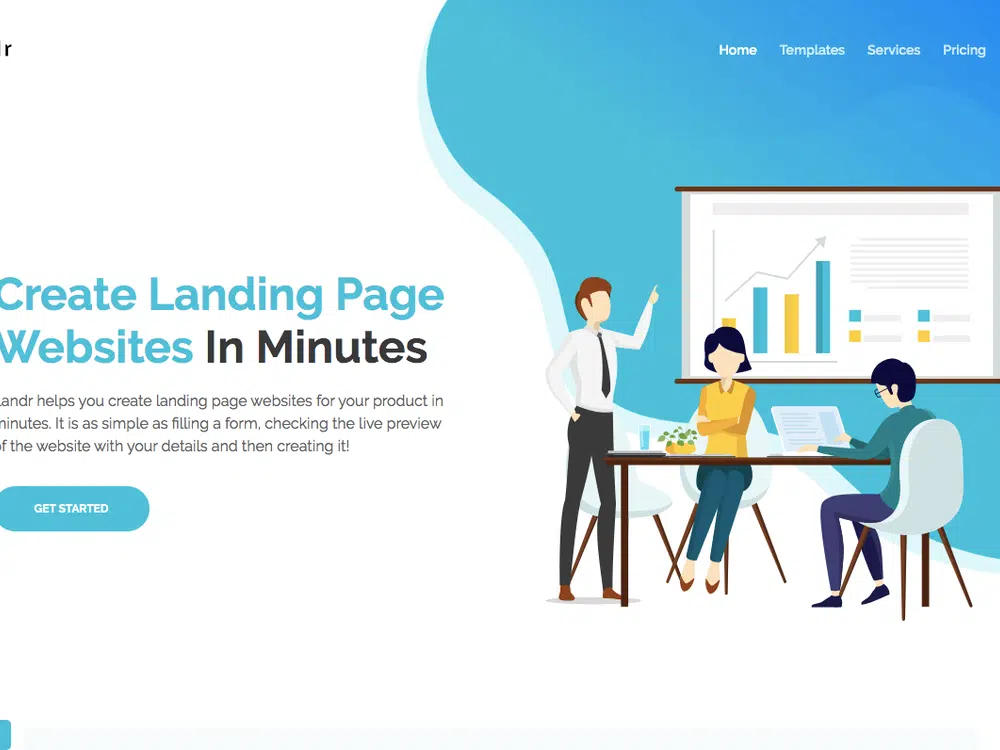 lr
Home Templates Services Pricing
Create Landing Page
Websites In Minutes
Landr helps you create landing page websites for your product in
minutes. It is as simple as filling a form, checking the live preview
of the website with your details and then creating it!
GET STARTED